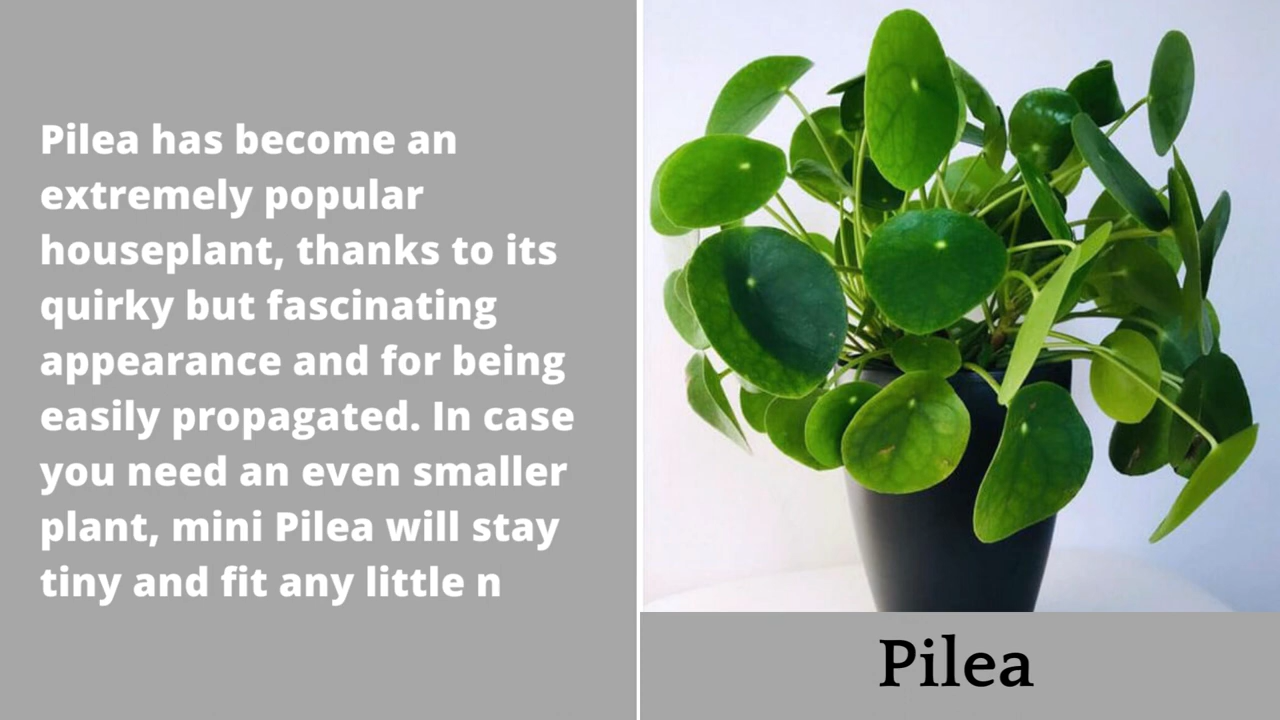 Pilea has become an
extremely popular
houseplant, thanks to its
quirky but fascinating
appearance and for being
easily propagated. In case
you need an even smaller
plant, mini Pilea will stay
tiny and fit any little n
Pilea